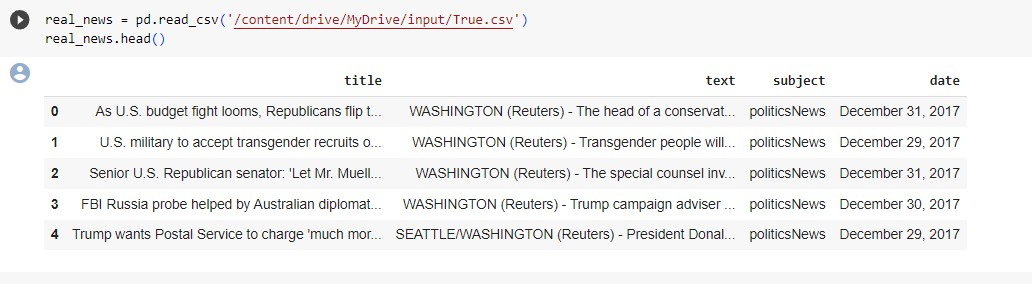 real_news = pd.read_csv('/content/drive/MyDrive/input/True.csv')
real_news.head()
title text subject date
0 As U.S. budget fight looms, Republicans flip t... WASHINGTON (Reuters) - The head of a conservat... politicsNews December 31, 2017
1 U.S. military to accept transgender recruits o... WASHINGTON (Reuters) - Transgender people will... politicsNews December 29, 2017
2 Senior U.S. Republican senator: 'Let Mr. Muell... WASHINGTON (Reuters) - The special counsel inv... politicsNews December 31, 2017
3 FBI Russia probe helped by Australian diplomat... WASHINGTON (Reuters) - Trump campaign adviser ... politicsNews December 30, 2017
4 Trump wants Postal Service to charge 'much mor... SEATTLE/WASHINGTON (Reuters) - President Donal... politicsNews December 29, 2017